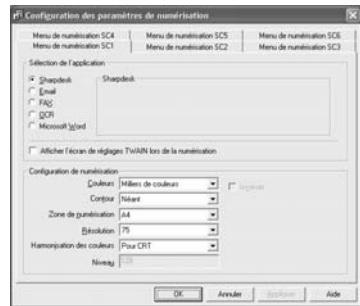 Configuration des paramètres de numérisation
Menu de numérisation SC4
Menu de numérisation SC5
Menu de numérisation SC6
Menu de numérisation SC1
Menu de numérisation SC2
Menu de numérisation SC3
Sélection de l'application
Sharpdesk
Email
FAX
OCR
Microsoft Word
Sharpdesk
Afficher l'écran de réglages TWAIN lors de la numérisation
Configuration de numérisation
Couleurs Milliers de couleurs
Contour Néant
Zone de numérisation A4
Résolution 75
Harmonisation des couleurs Pour CRT
Niveau
OK Annuler Appliquer Aide